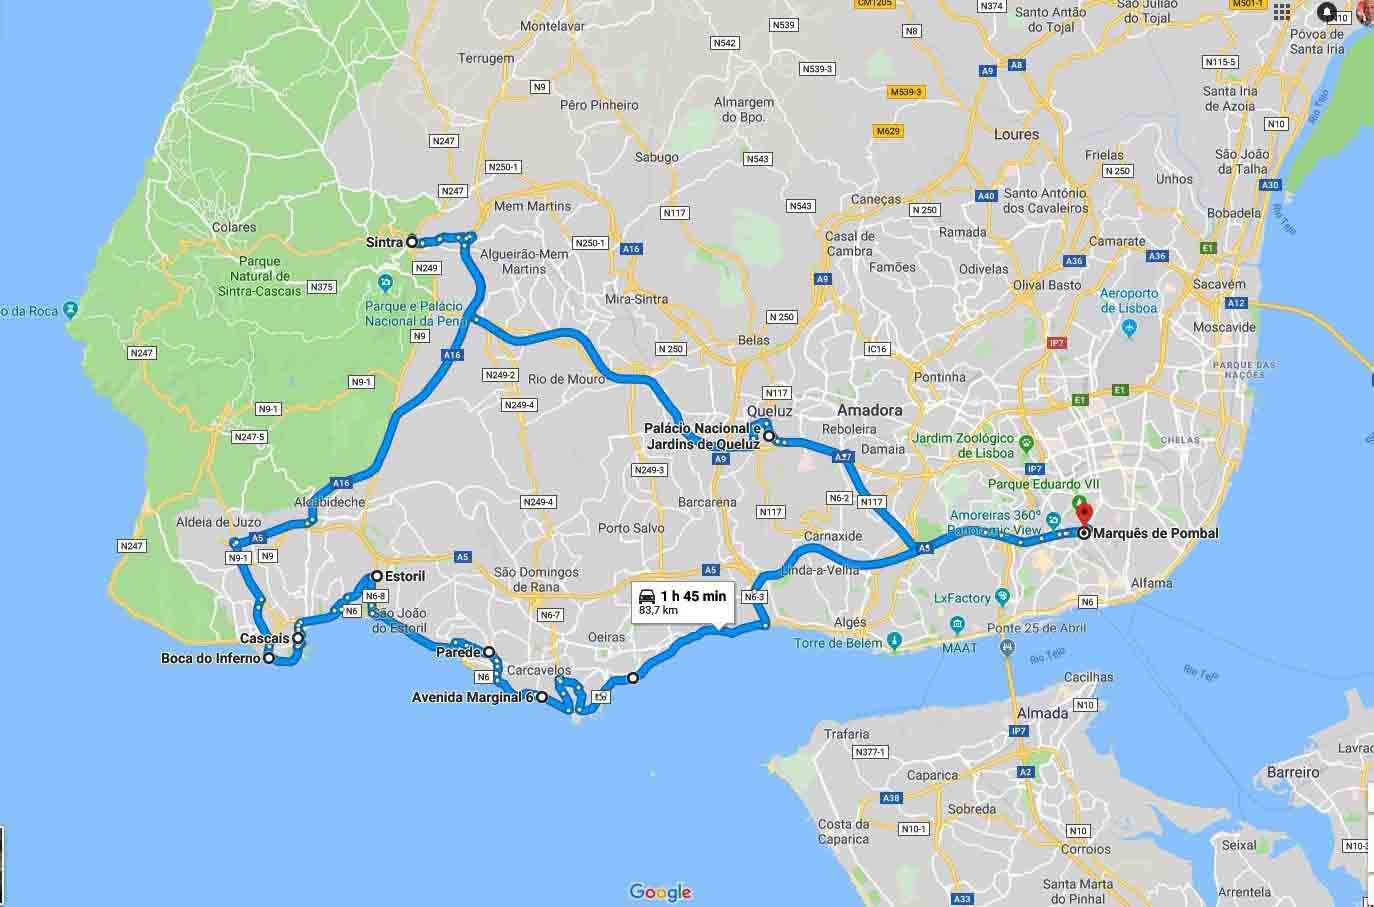 CM1205
N374
São Julião
do Tojal
M501-1
Santo Antão
do Tojal
N10
Montelavar
N539
N8
Póvoa de
Santa Iria
N542
Terrugem
A8
A9
N539-3
N115-5
N9
Santa Iria
de Azoia
M539-3
Pêro Pinheiro
Almargem
do Bpo.
Rio Tejo
N10
M629
Loures
N247
Sabugo
N543
Frielas
São João
da Talha
N250-1
N 250
Unhos
A30
N247
A40
Santo António
dos Cavaleiros
Mem Martins
N117
N543
Caneças
N 250
Bobadela
Rio Tejo
Colares
Ramada
Sintra
N250-1
A16
Casal de
Cambra
Camarate
E1
Algueirão-Mem
Martins
A36
A36
Parque
Natural de
Sintra-Cascais
N249
Famões
Odivelas
A9
Olival Basto
Sacavém
N375
Mira-Sintra
Aeroporto
de Lisboa
A12
o da Roca
Parque e Palácio
Nacional da Pena
N 250
Moscavide
N9
Belas
IP7
N247
A16
N 250
IC16
PARQUE DAS
NAÇÕES
N9-1
N249-2
Rio de Mouro
Pontinha
E1
E1
N117
N249-4
N9-1
Queluz
Amadora
Palácio Nacional e
Jardins de Queluz
Reboleira
N247-5
Jardim Zoológico
de Lisboa
CHELAS
Damaia
A9
N249-3
IP7
A16
Parque Eduardo VII
Alcabideche
N249-4
Barcarena
N6-2
N117
N117
Amoreiras 360º
Panoramic View
Aldeia de Juzo
Porto Salvo
Marquês de Pombal
A5
Carnaxide
N247
A5
N9-1
N9
A5
A5
Linda-a-Velha
Estoril
São Domingos
de Rana
Alfama
1 h 45 min
83,7 km
N6-8
N6-3
LxFactory
N6
N6
São João
do Estoril
N6-7
Algés
Ponte 25 de Abril
Cascais
Oeiras
Torre de Belém
MAAT
Boca do Inferno
Parede
Rio Tejo
Carcavelos
Rio Tejo
N6
Cacilhas
Avenida Marginal 6
N10
Almada
Trafaria
IP7
N377-1
Lavrac
A2
Barreiro
Caparica
A38
Sobreda
Costa da
Caparica
N10-1
N10
Seixal
N10-3
Corroios
Google
Santa Marta
do Pinhal
Arrentela
A33